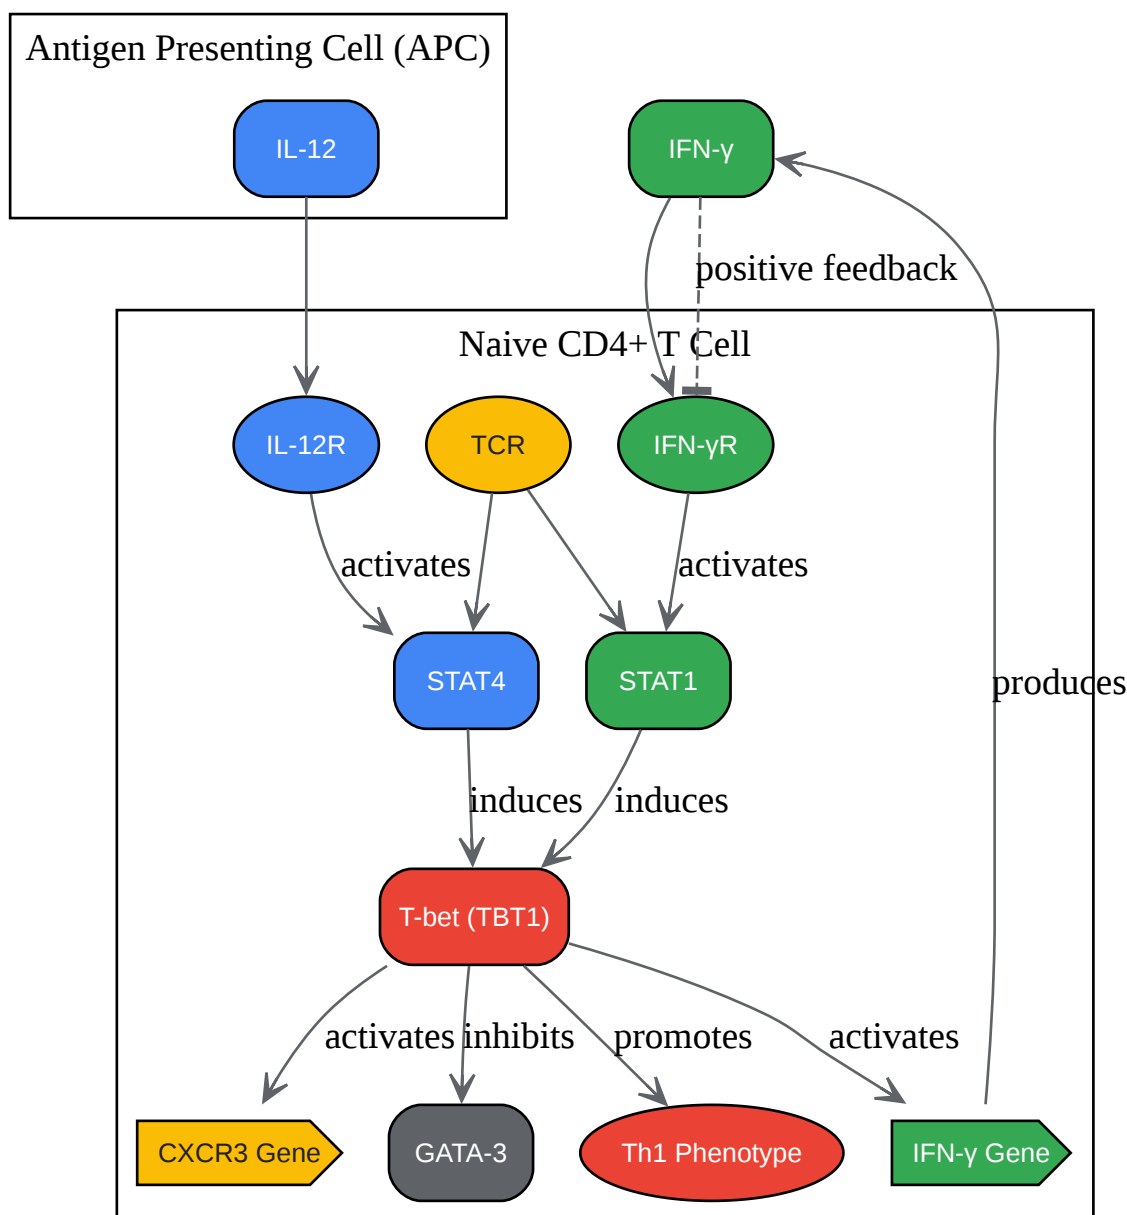 Antigen Presenting Cell (APC)
IL-12
IFN-γ
positive feedback
Naive CD4+ T Cell
IL-12R
TCR
IFN-γR
activates
activates
STAT4
STAT1
produces
induces
induces
T-bet (TBT1)
activates
inhibits
promotes
activates
CXCR3 Gene
GATA-3
Th1 Phenotype
IFN-γ Gene